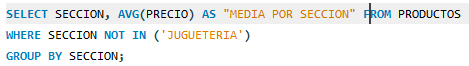 SELECT SECCION, AVG(PRECIO) AS "MEDIA POR SECCION" FROM PRODUCTOS
WHERE SECCION NOT IN ('JUGUETERIA')
GROUP BY SECCION;